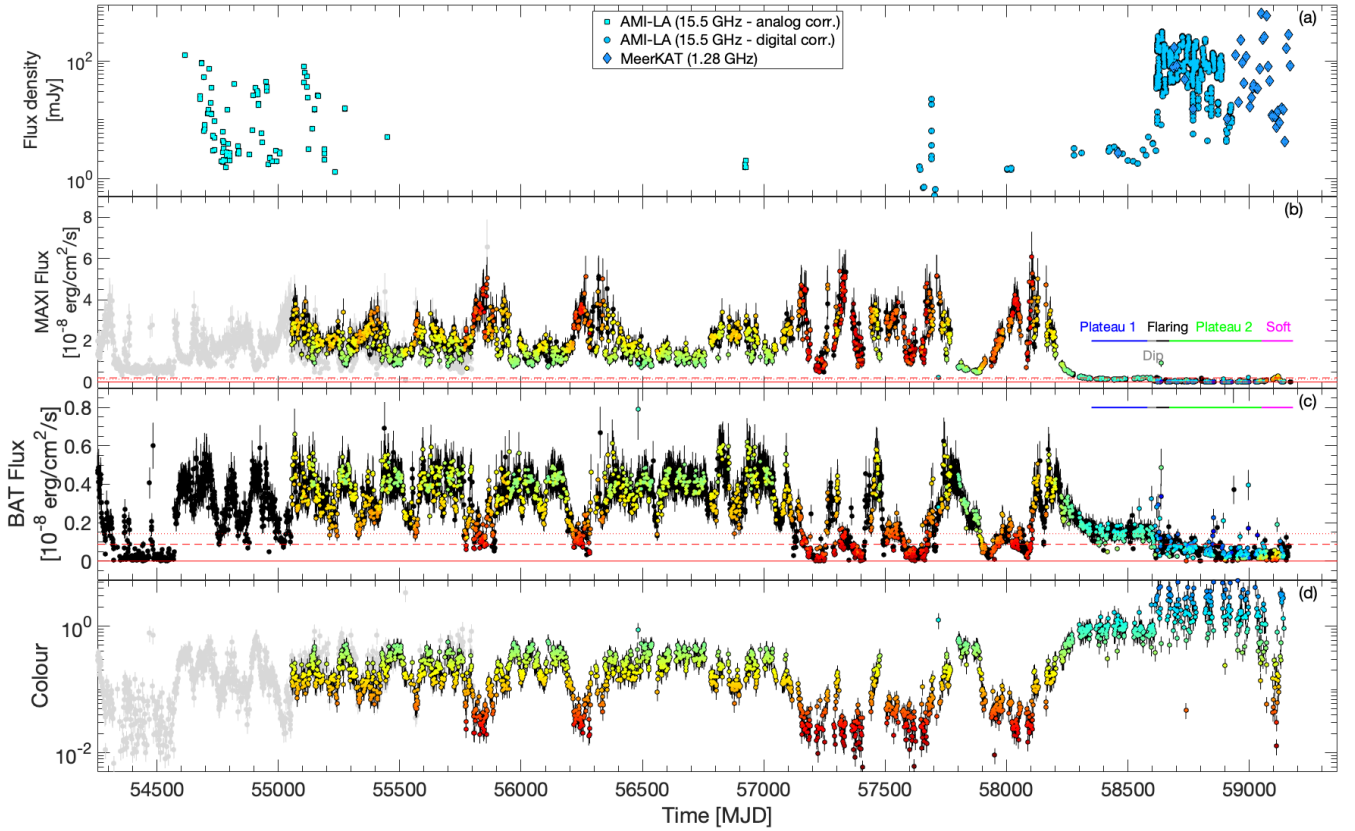 (a)
AMI-LA (15.5 GHz - analog corr.)
AMI-LA (15.5 GHz - digital corr.)
MeerKAT (1.28 GHz)
Flux density
[mJy]
10^2
10^0
(b)
MAXI Flux
[10^-8 erg/cm^2/s]
8
6
4
2
0
Plateau 1 Flaring Plateau 2 Soft
Dip
(c)
BAT Flux
[10^-8 erg/cm^2/s]
0.8
0.6
0.4
0.2
0
(d)
Colour
10^0
10^-2
54500 55000 55500 56000 56500 57000 57500 58000 58500 59000
Time [MJD]